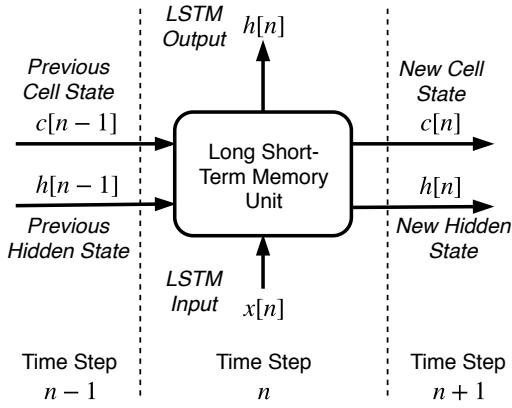 LSTM
Output
h[n]
Previous
Cell State
c[n − 1]
New Cell
State
c[n]
Long Short-
Term Memory
Unit
h[n − 1]
Previous
Hidden State
h[n]
New Hidden
State
LSTM
Input
x[n]
Time Step
n − 1
Time Step
n
Time Step
n + 1